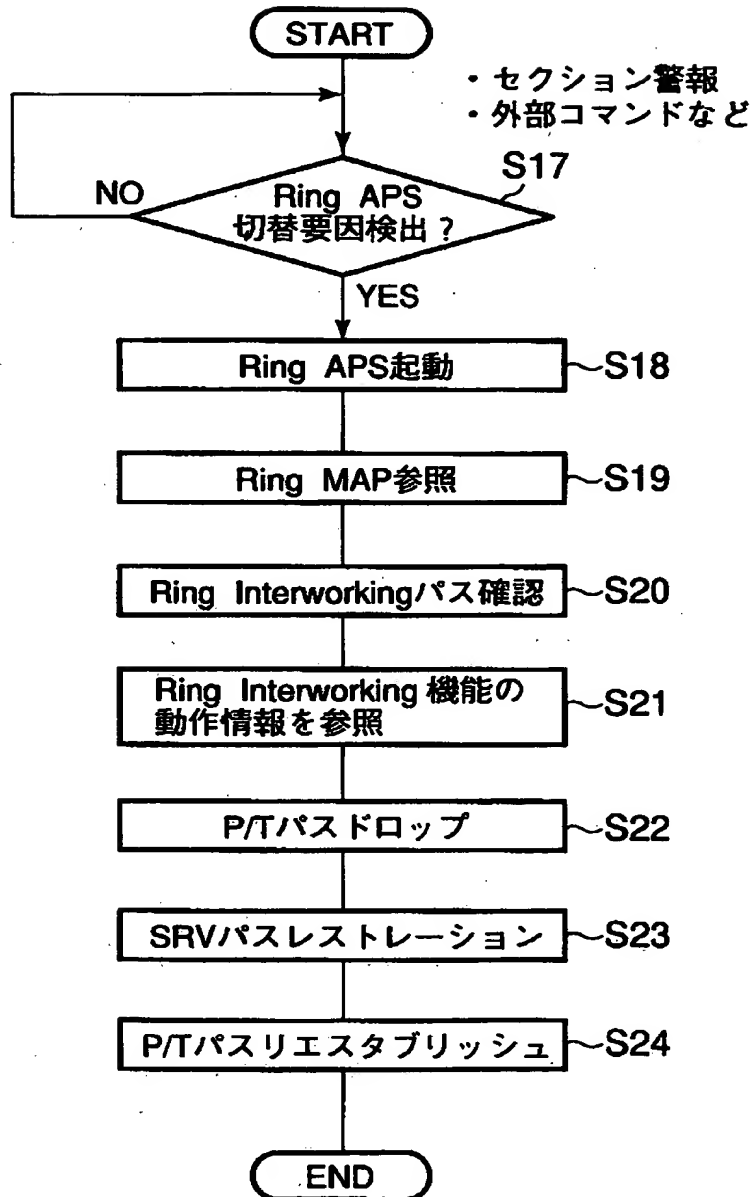 START
・セクション警報
・外部コマンドなど
S17
NO
Ring APS
切替要因検出？
YES
Ring APS起動
S18
Ring MAP参照
S19
Ring Interworkingパス確認
S20
Ring Interworking 機能の
動作情報を参照
S21
P/Tパスドロップ
S22
SRVパスレストレーション
S23
P/Tパスリエスタブリッシュ
S24
END